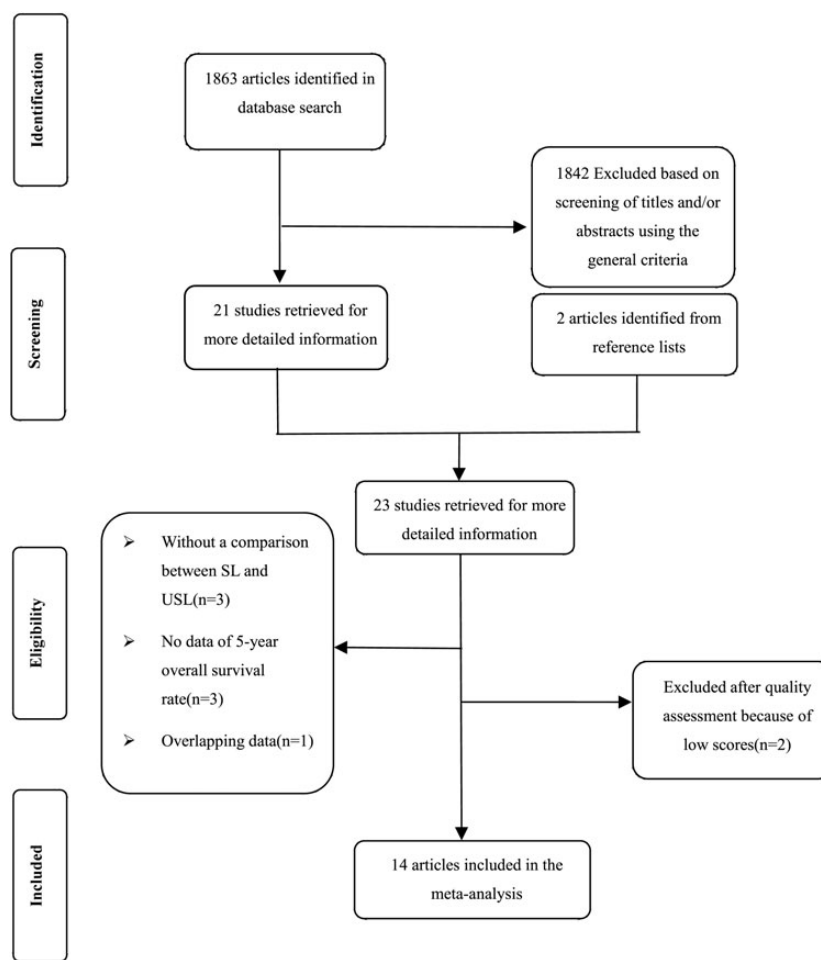 Identification
1863 articles identified in
database search
1842 Excluded based on
screening of titles and/or
abstracts using the
general criteria
Screening
21 studies retrieved for
more detailed information
2 articles identified from
reference lists
23 studies retrieved for more
detailed information
Eligibility
➢ Without a comparison
between SL and
USL(n=3)
➢ No data of 5-year
overall survival
rate(n=3)
➢ Overlapping data(n=1)
Excluded after quality
assessment because of
low scores(n=2)
Included
14 articles included in the
meta-analysis